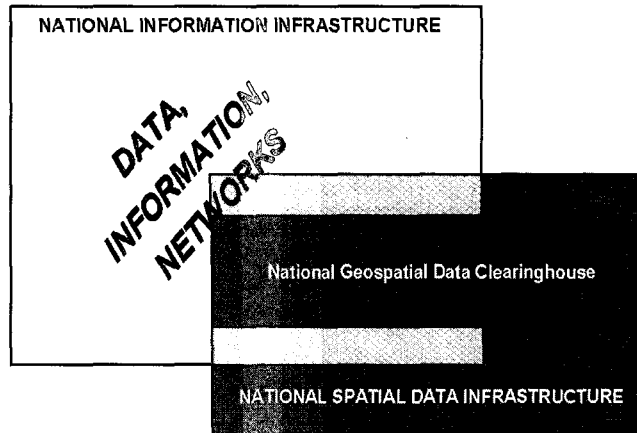 NATIONAL INFORMATION INFRASTRUCTURE
DATA,
INFORMATION,
NETWORKS
National Geospatial Data Clearinghouse
NATIONAL SPATIAL DATA INFRASTRUCTURE